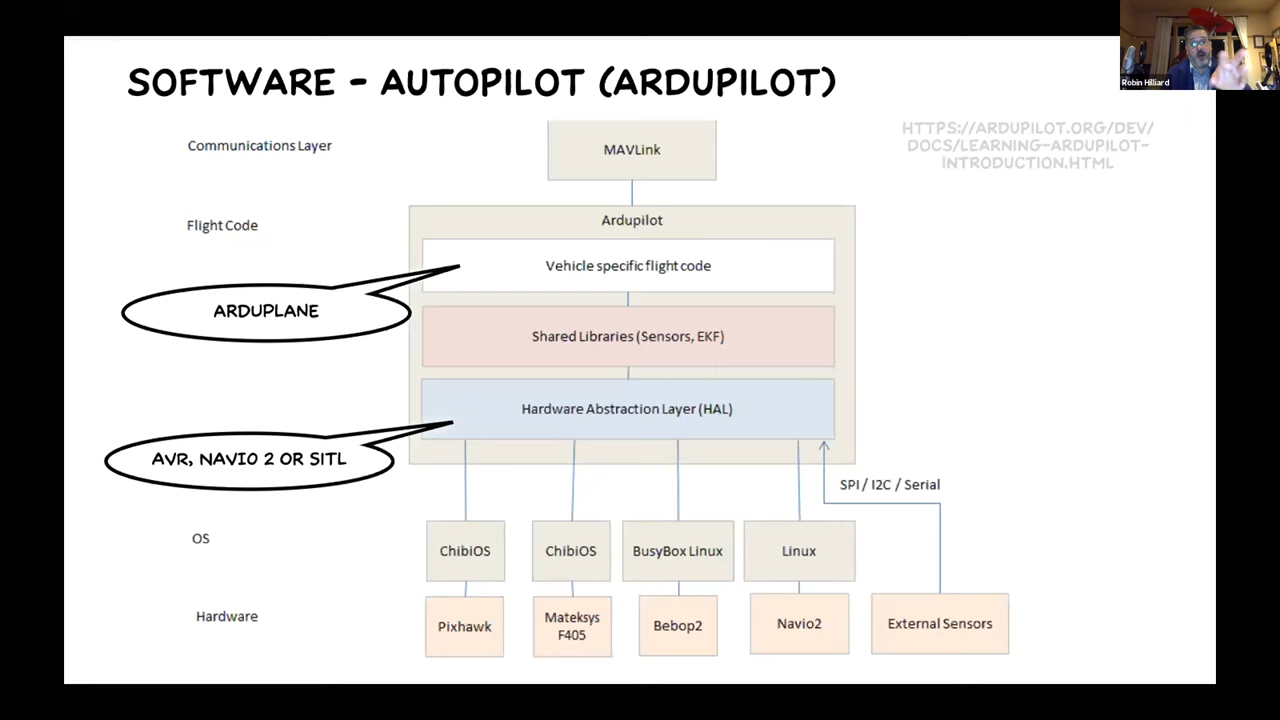 SOFTWARE - AUTOPILOT (ARDUPILOT)
Robin Hilliard
HTTPS://ARDUPILOT.ORG/DEV/
DOCS/LEARNING-ARDUPILOT-
INTRODUCTION.HTML
Communications Layer
MAVLink
Flight Code
Ardupilot
Vehicle specific flight code
ARDUPLANE
Shared Libraries (Sensors, EKF)
Hardware Abstraction Layer (HAL)
AVR, NAVIO 2 OR SITL
SPI / I2C / Serial
OS
ChibiOS
ChibiOS
BusyBox Linux
Linux
Hardware
Pixhawk
Mateksys
F405
Bebop2
Navio2
External Sensors